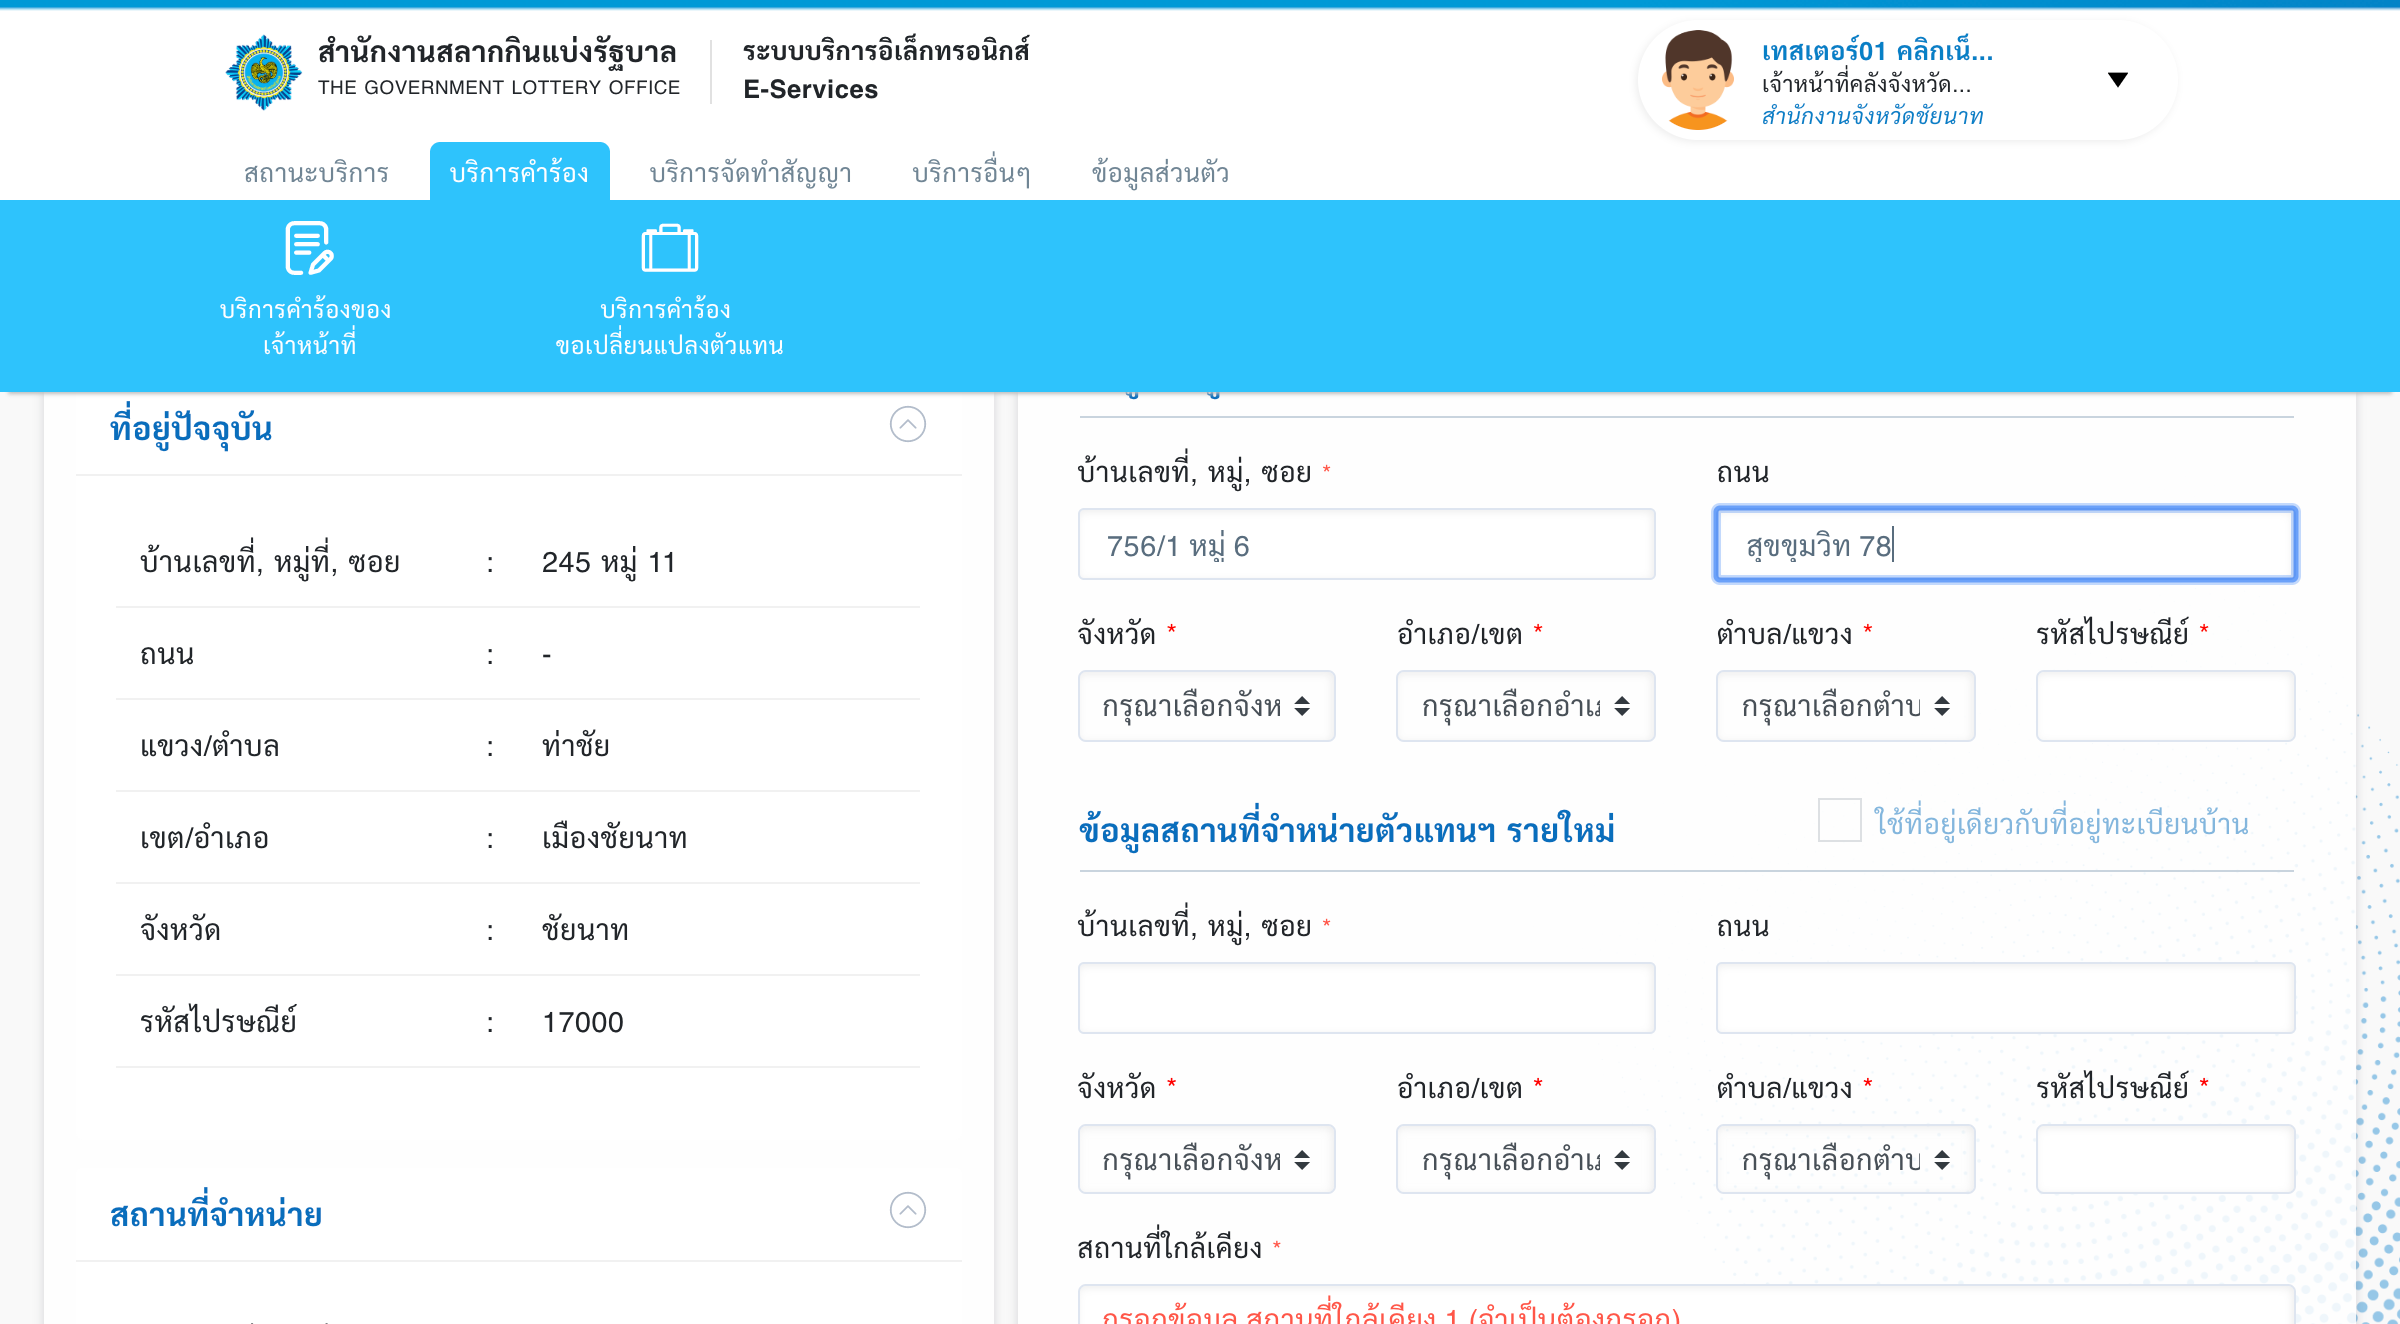 สำนักงานสลากกินแบ่งรัฐบาล
THE GOVERNMENT LOTTERY OFFICE
ระบบบริการอิเล็กทรอนิกส์
E-Services
เทสเตอร์01 คลิกเน็...
เจ้าหน้าที่คลังจังหวัด...
สำนักงานจังหวัดชัยนาท
สถานะบริการ
บริการคำร้อง
บริการจัดทำสัญญา
บริการอื่นๆ
ข้อมูลส่วนตัว
บริการคำร้องของ
เจ้าหน้าที่
บริการคำร้อง
ขอเปลี่ยนแปลงตัวแทน
ที่อยู่ปัจจุบัน
บ้านเลขที่, หมู่ที่, ซอย : 245 หมู่ 11
ถนน : -
แขวง/ตำบล : ท่าชัย
เขต/อำเภอ : เมืองชัยนาท
จังหวัด : ชัยนาท
รหัสไปรษณีย์ : 17000
สถานที่จำหน่าย
บ้านเลขที่, หมู่, ซอย *
ถนน
756/1 หมู่ 6
สุขขุมวิท 78
จังหวัด *
อำเภอ/เขต *
ตำบล/แขวง *
รหัสไปรษณีย์ *
กรุณาเลือกจังห
กรุณาเลือกอำเ
กรุณาเลือกตำบ
ข้อมูลสถานที่จำหน่ายตัวแทนฯ รายใหม่
ใช้ที่อยู่เดียวกับที่อยู่ทะเบียนบ้าน
บ้านเลขที่, หมู่, ซอย *
ถนน
จังหวัด *
อำเภอ/เขต *
ตำบล/แขวง *
รหัสไปรษณีย์ *
กรุณาเลือกจังห
กรุณาเลือกอำเ
กรุณาเลือกตำบ
สถานที่ใกล้เคียง *
กรอกข้อมูล สถานที่ใกล้เคียง 1 (จำเป็นต้องกรอก)